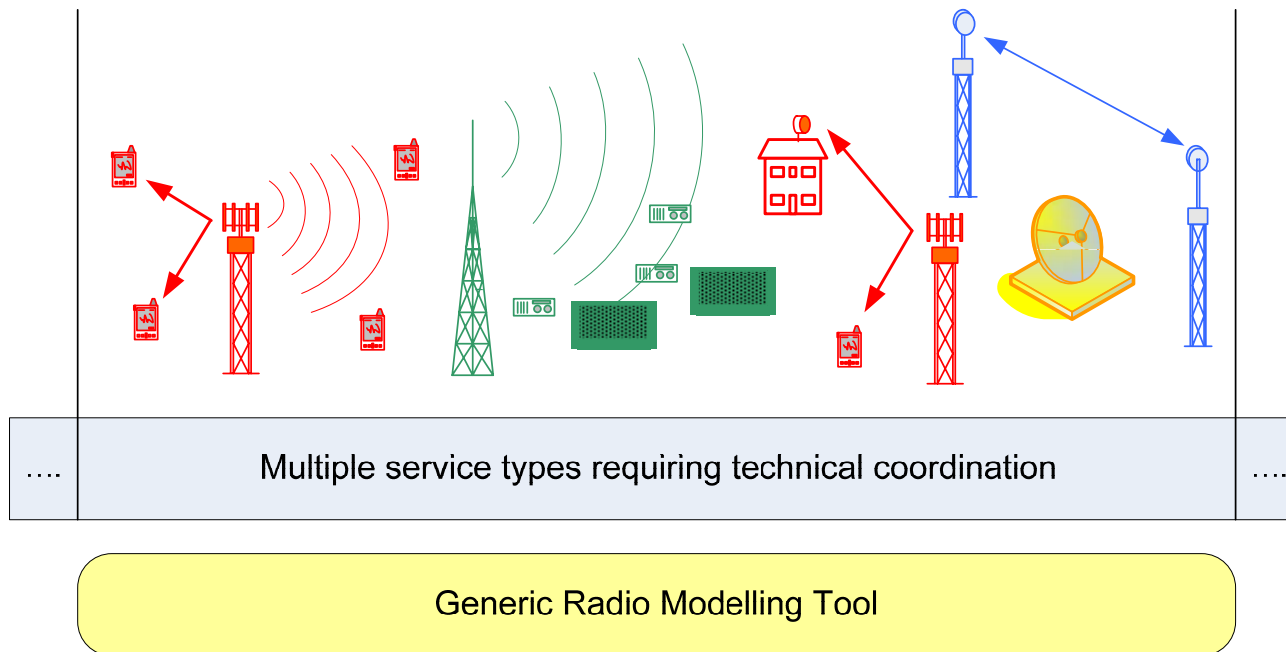 ….
Multiple service types requiring technical coordination
….
Generic Radio Modelling Tool